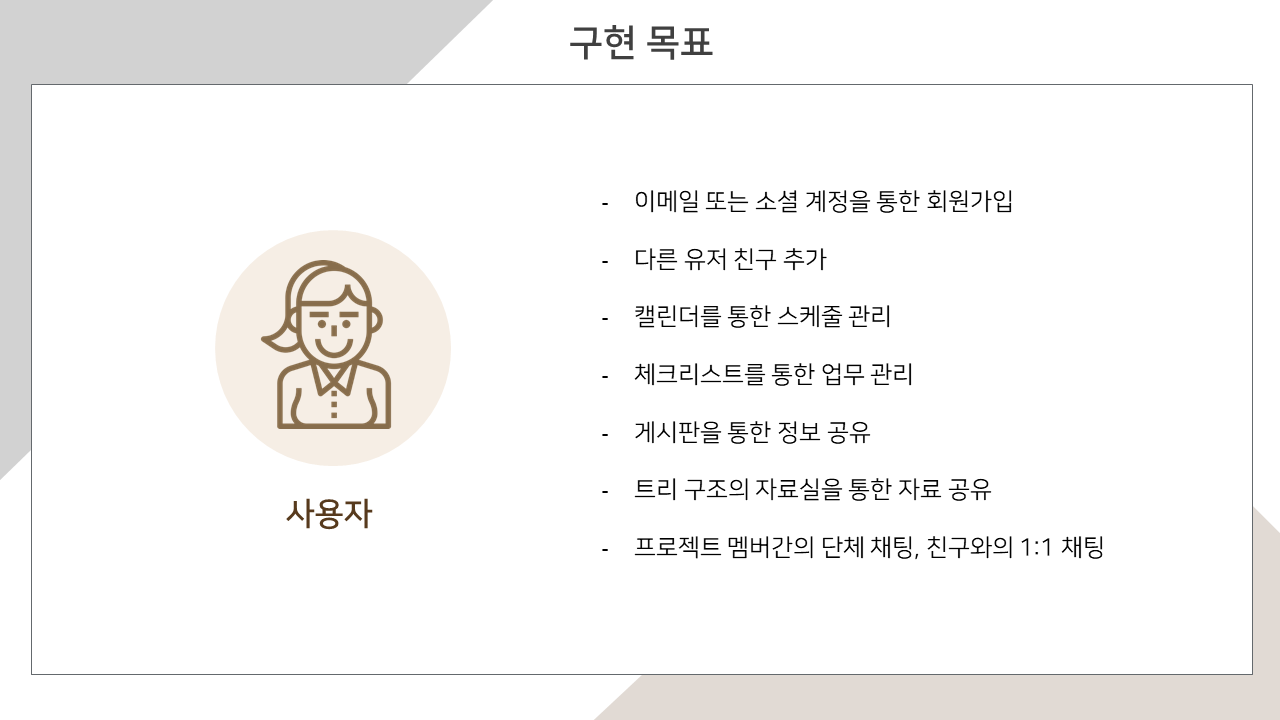 구현 목표
- 이메일 또는 소셜 계정을 통한 회원가입
- 다른 유저 친구 추가
- 캘린더를 통한 스케줄 관리
- 체크리스트를 통한 업무 관리
- 게시판을 통한 정보 공유
- 트리 구조의 자료실을 통한 자료 공유
- 프로젝트 멤버간의 단체 채팅, 친구와의 1:1 채팅
사용자